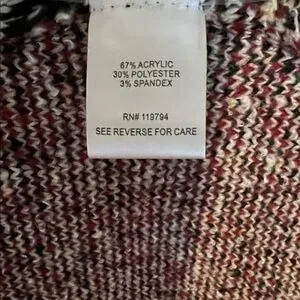 67% ACRYLIC
30% POLYESTER
3% SPANDEX
RN# 119794
SEE REVERSE FOR CARE